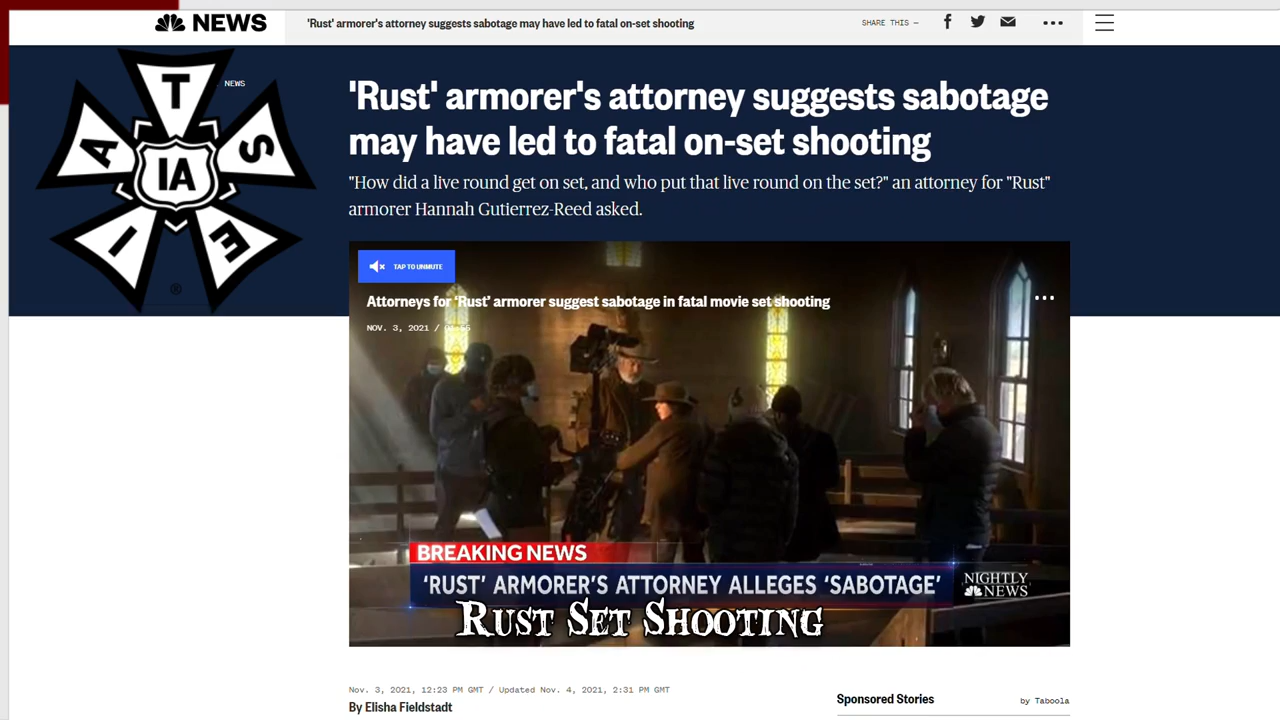 NEWS
'Rust' armorer's attorney suggests sabotage may have led to fatal on-set shooting
SHARE THIS —
NEWS
T
A
S
IA
I
E
®
'Rust' armorer's attorney suggests sabotage
may have led to fatal on-set shooting
"How did a live round get on set, and who put that live round on the set?" an attorney for "Rust"
armorer Hannah Gutierrez-Reed asked.
TAP TO UNMUTE
Attorneys for 'Rust' armorer suggest sabotage in fatal movie set shooting
NOV. 3, 2021 /
BREAKING NEWS
'RUST' ARMORER'S ATTORNEY ALLEGES 'SABOTAGE'
NIGHTLY
NEWS
RUST SET SHOOTING
Nov. 3, 2021, 12:23 PM GMT / Updated Nov. 4, 2021, 2:31 PM GMT
By Elisha Fieldstadt
Sponsored Stories
by Taboola